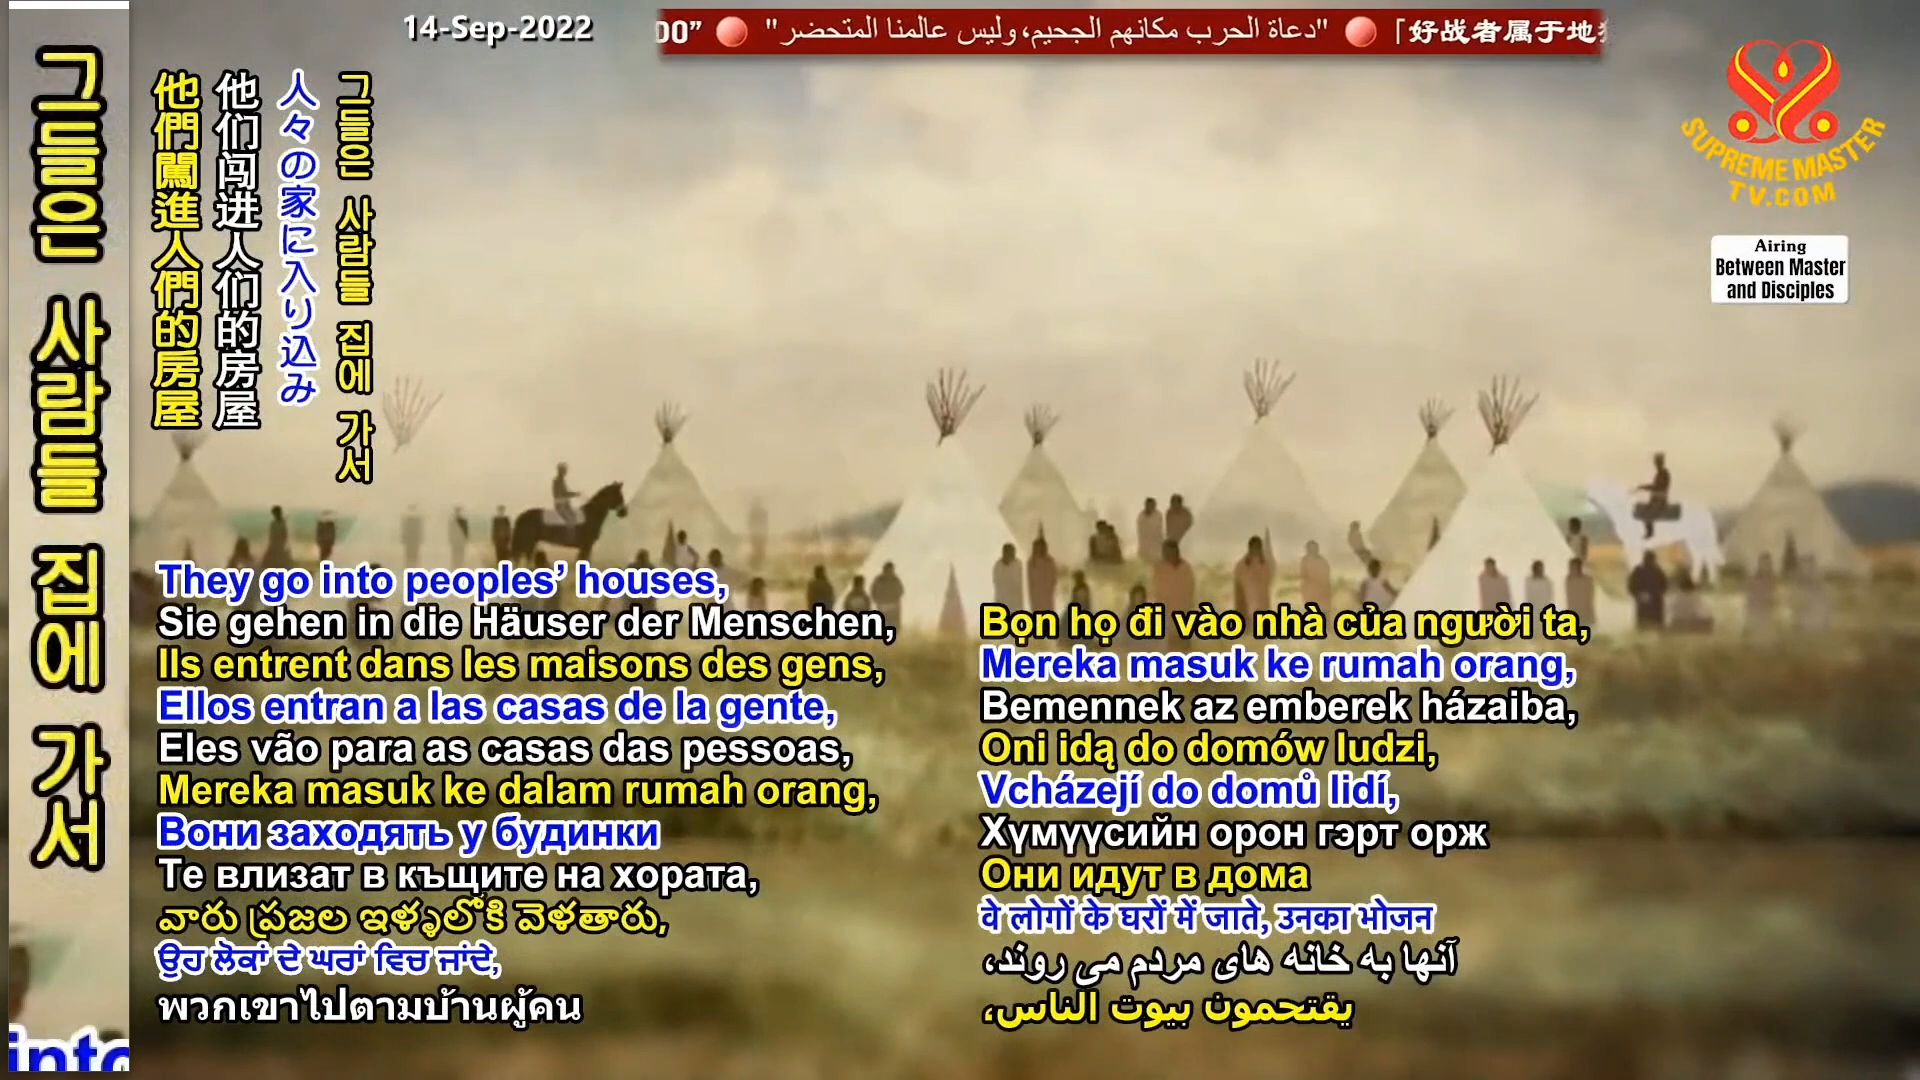 14-Sep-2022
DO” 🔴 "دعاة الحرب مكانهم الجحيم، وليس عالمنا المتحضر" 🔴 「好战者属于地
SUPREME MASTER
TV.COM
Airing
Between Master
and Disciples
그들은 사람들 집에 가서
他們闖進人們的房屋
他们闯进人们的房屋
人々の家に入り込み
그들은 사람들 집에 가서
They go into peoples’ houses,
Sie gehen in die Häuser der Menschen,
Ils entrent dans les maisons des gens,
Ellos entran a las casas de la gente,
Eles vão para as casas das pessoas,
Mereka masuk ke dalam rumah orang,
Вони заходять у будинки
Те влизат в къщите на хората,
వారు ప్రజల ఇళ్ళలోకి వెళతారు,
ਉਹ ਲੋਕਾਂ ਦੇ ਘਰਾਂ ਵਿਚ ਜਾਂਦੇ,
พวกเขาไปตามบ้านผู้คน
Bọn họ đi vào nhà của người ta,
Mereka masuk ke rumah orang,
Bemennek az emberek házaiba,
Oni idą do domów ludzi,
Vcházejí do domů lidí,
Хүмүүсийн орон гэрт орж
Они идут в дома
वे लोगों के घरों में जाते, उनका भोजन
آنها به خانه های مردم می روند،
يقتحمون بيوت الناس،
into